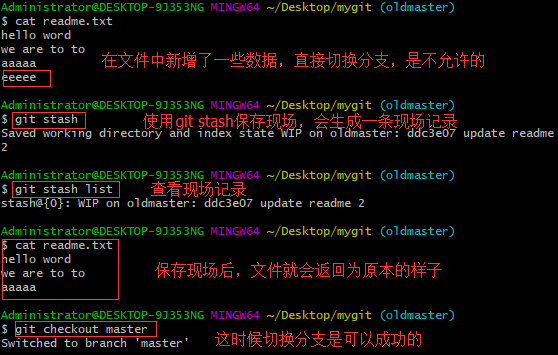 Administrator@DESKTOP-9J353NG MINGW64 ~/Desktop/mygit (oldmaster)
$ cat readme.txt
hello word
we are to to
aaaaa
eeeee
在文件中新增了一些数据，直接切换分支，是不允许的
Administrator@DESKTOP-9J353NG MINGW64 ~/Desktop/mygit (oldmaster)
$ git stash
使用git stash保存现场，会生成一条现场记录
Saved working directory and index state WIP on oldmaster: ddc3e07 update readme
2
Administrator@DESKTOP-9J353NG MINGW64 ~/Desktop/mygit (oldmaster)
$ git stash list
查看现场记录
stash@{0}: WIP on oldmaster: ddc3e07 update readme 2
Administrator@DESKTOP-9J353NG MINGW64 ~/Desktop/mygit (oldmaster)
$ cat readme.txt
hello word
we are to to
aaaaa
保存现场后，文件就会返回为原本的样子
Administrator@DESKTOP-9J353NG MINGW64 ~/Desktop/mygit (oldmaster)
$ git checkout master
这时候切换分支是可以成功的
Switched to branch 'master'